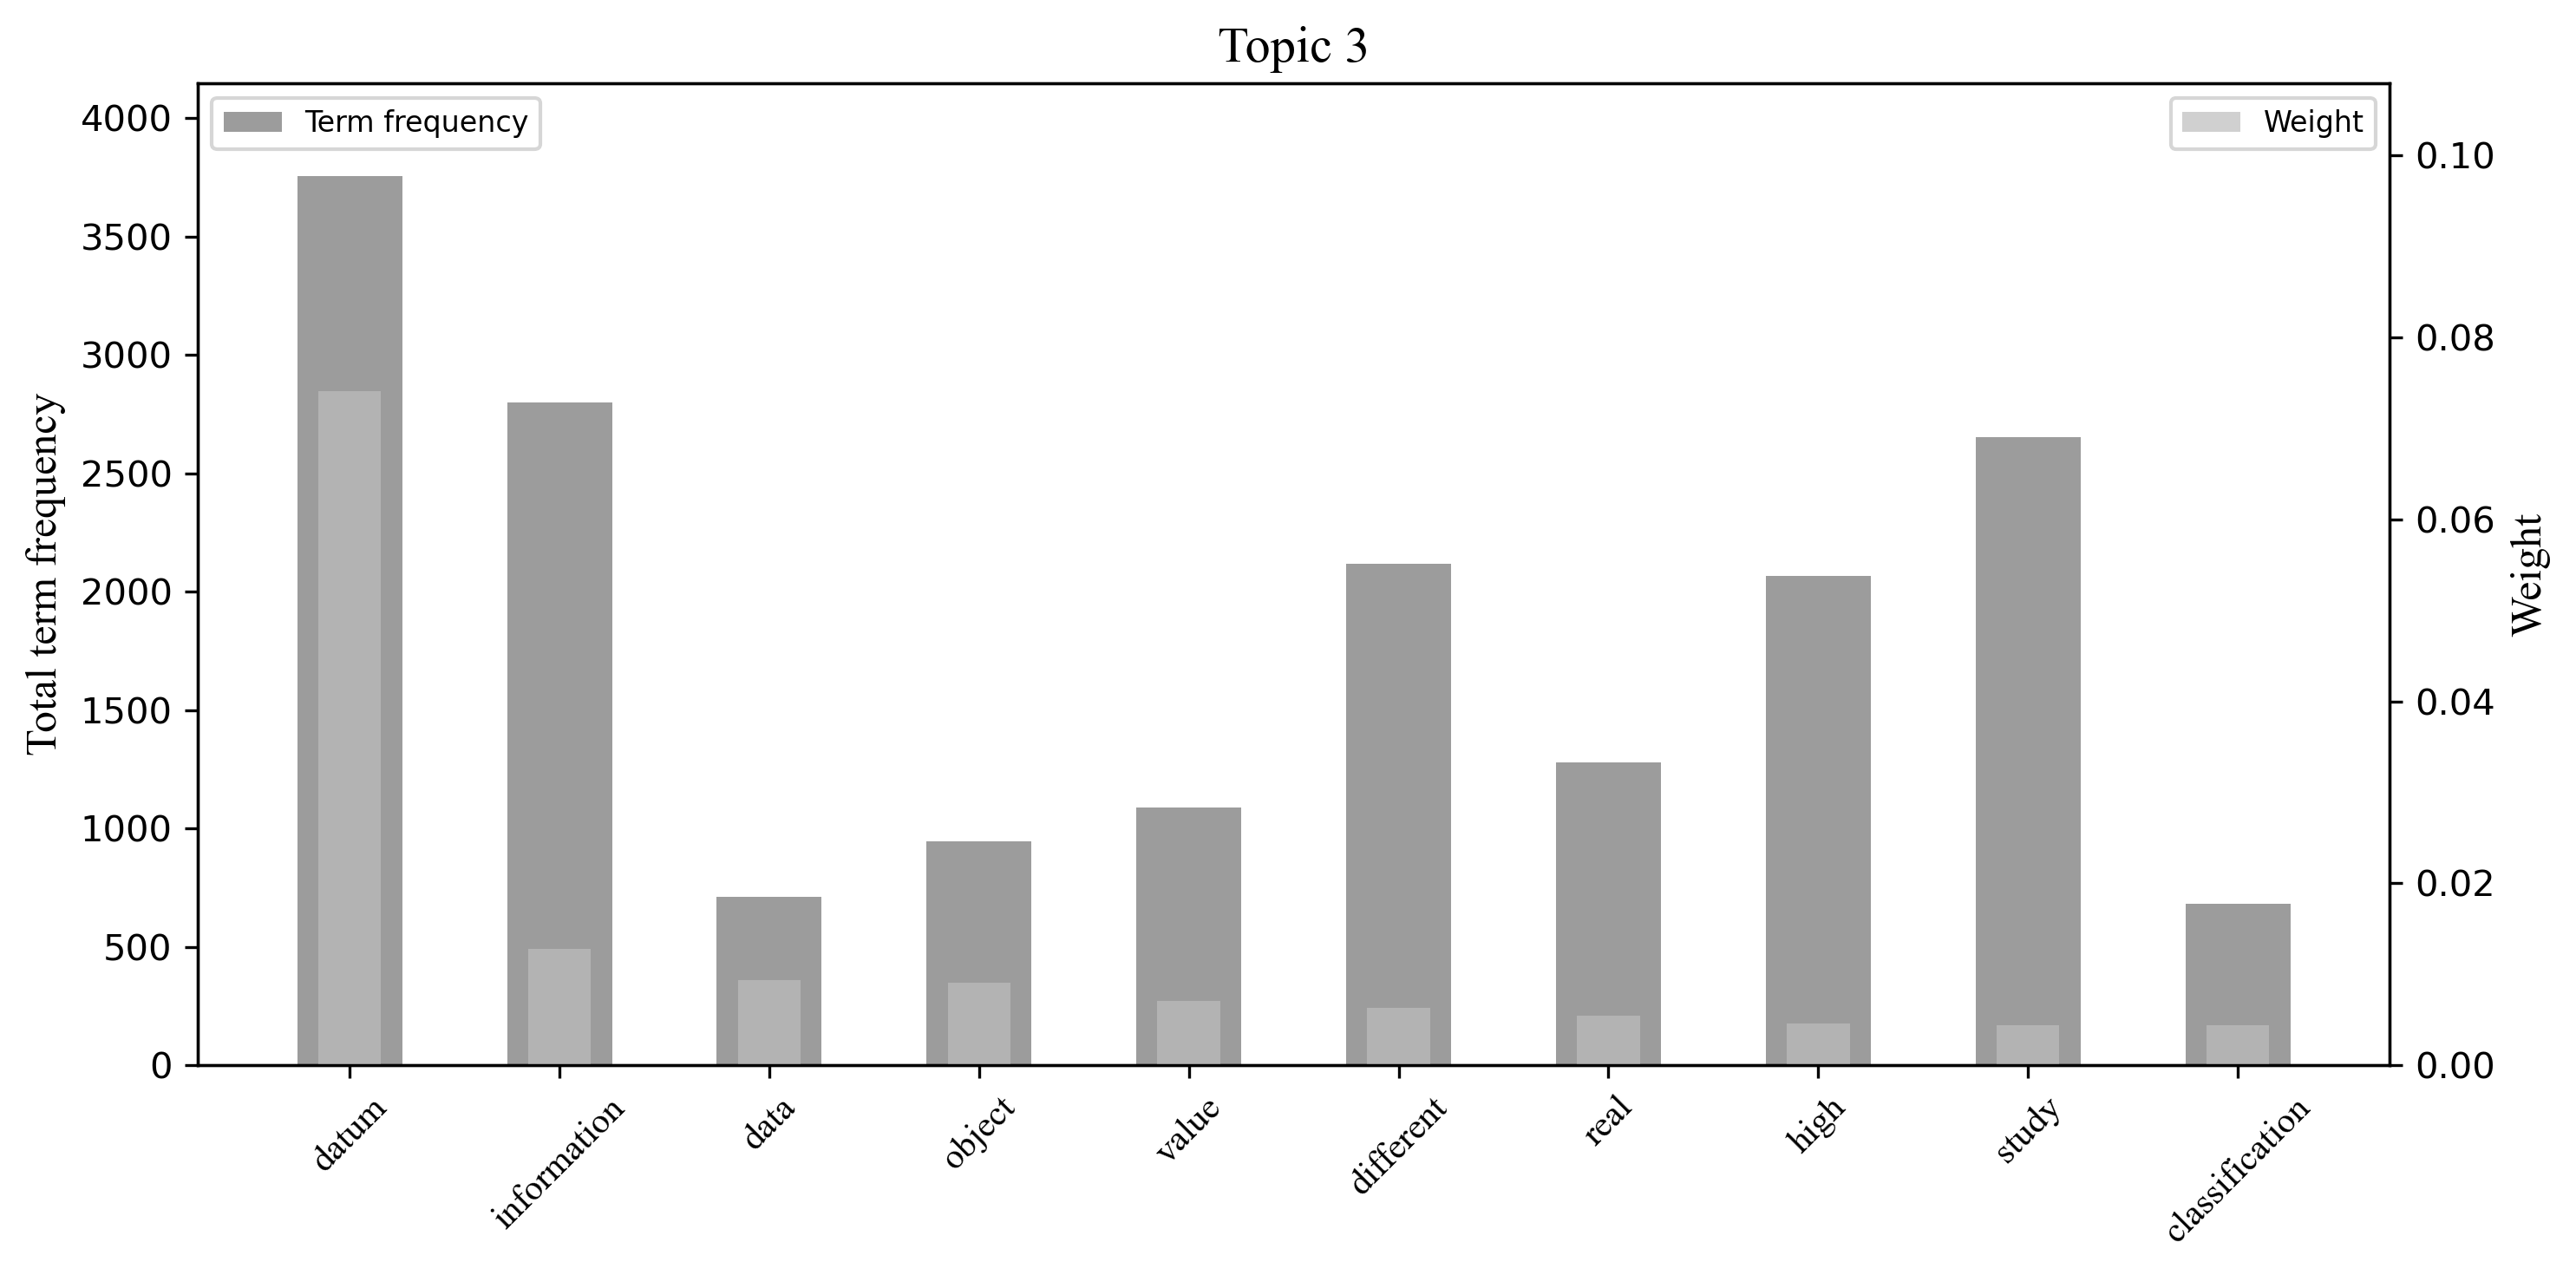 Topic 3
Term frequency
Weight
4000
3500
3000
2500
2000
1500
1000
500
0
Total term frequency
0.10
0.08
0.06
0.04
0.02
0.00
Weight
datum
information
data
object
value
different
real
high
study
classification